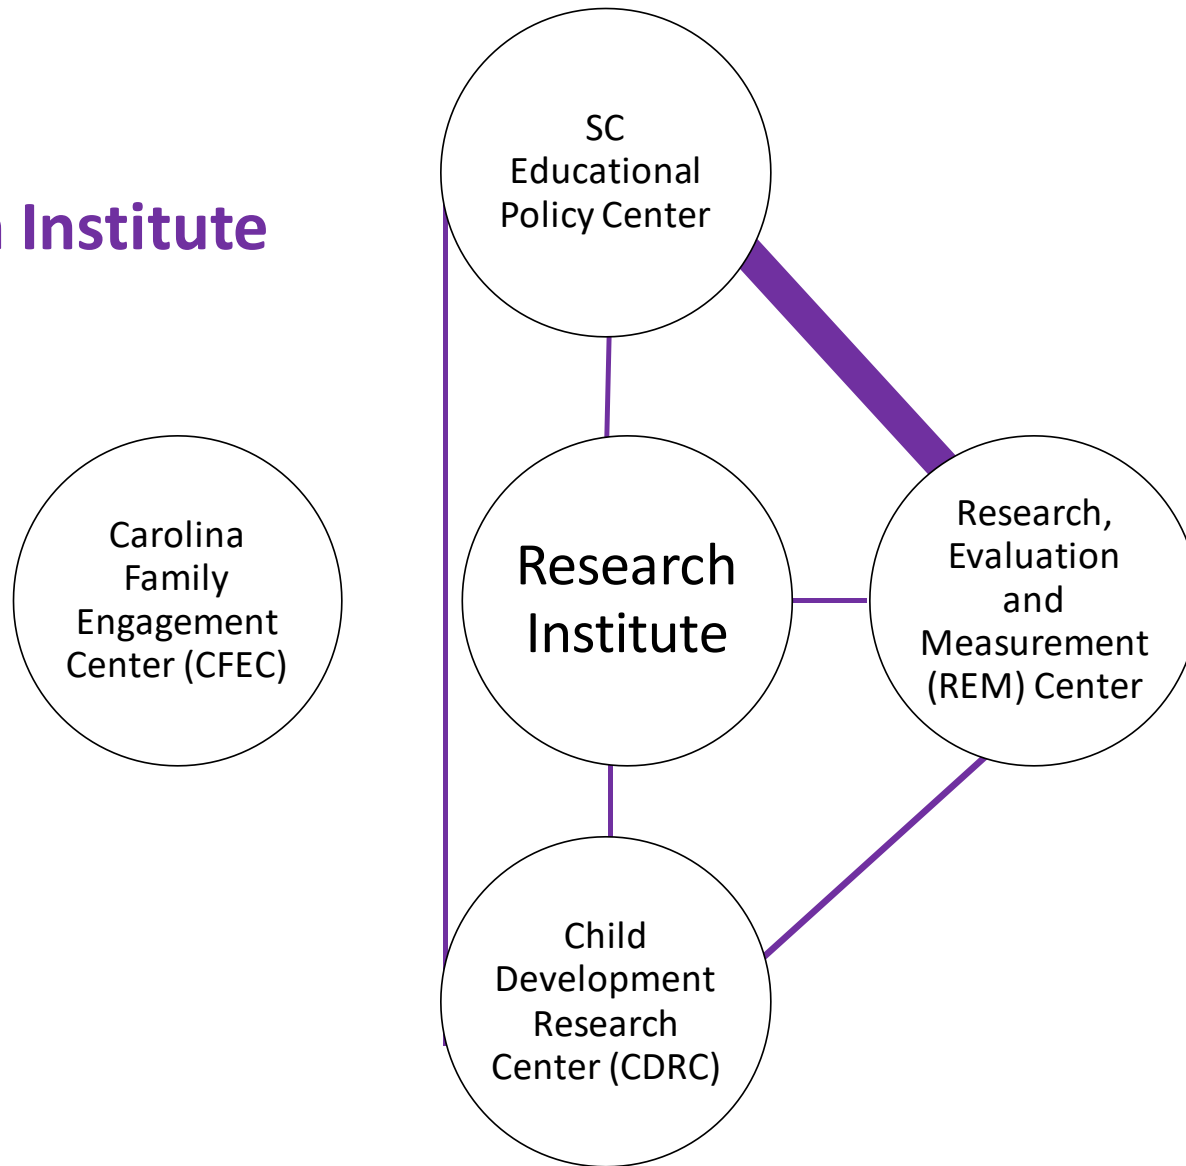 SC
Educational
Policy Center
Institute
Carolina
Family
Engagement
Center (CFEC)
Research
Institute
Research,
Evaluation
and
Measurement
(REM) Center
Child
Development
Research
Center (CDRC)